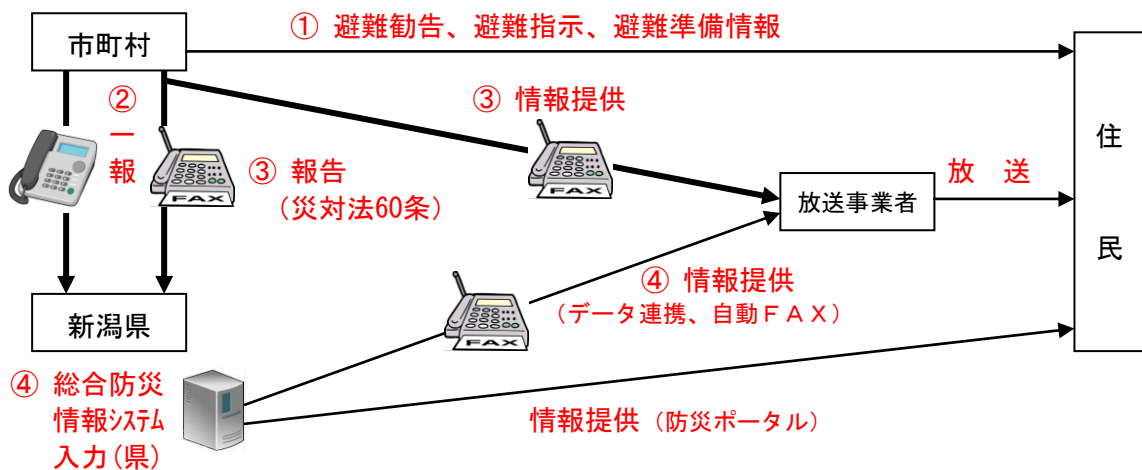 ① 避難勧告、避難指示、避難準備情報
市町村
②
一
報
③ 情報提供
FAX
FAX
③ 報告
（災対法60条）
住
民
放　送
放送事業者
④ 情報提供
（データ連携、自動ＦＡＸ）
FAX
新潟県
④ 総合防災
情報ｼｽﾃﾑ
入力(県)
情報提供（防災ポータル）